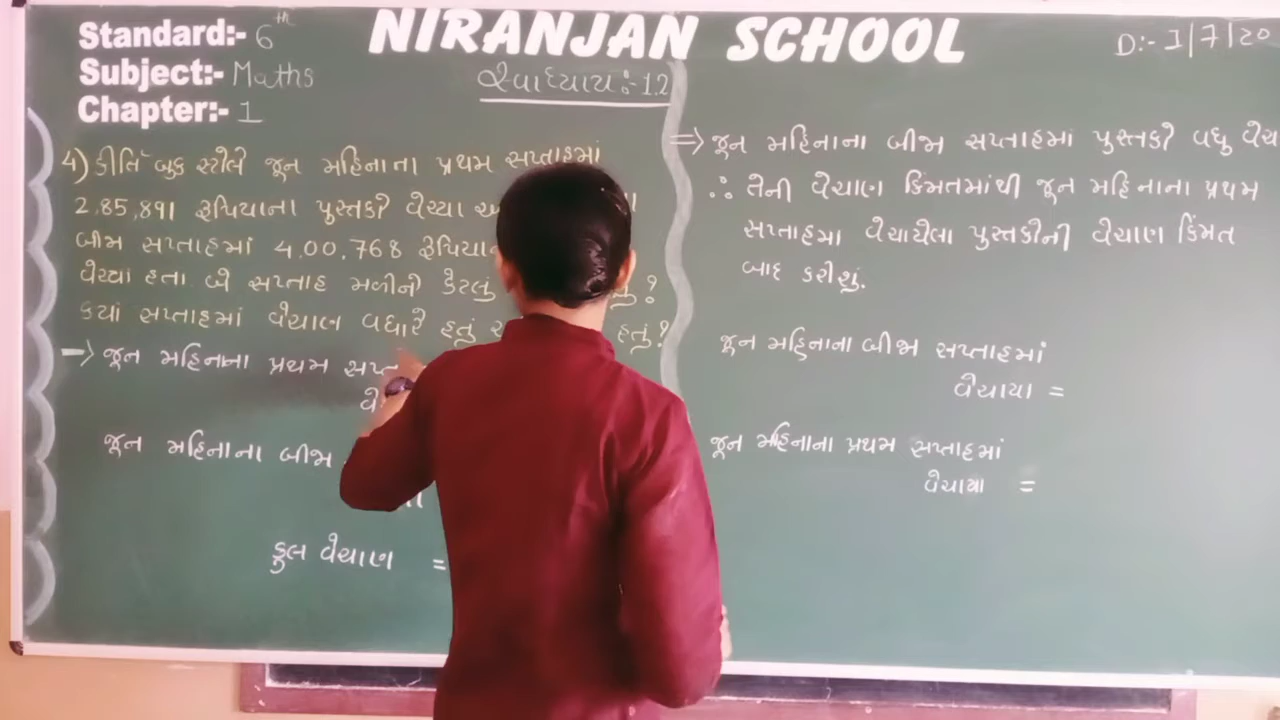 NIRANJAN SCHOOL
Standard:- 6th
Subject:- Maths
Chapter:- 1
D:- 1/7/20
સ્વાધ્યાય:- 1.2
4) કીર્તિ બુક સ્ટોલે જૂન મહિનાના પ્રથમ સપ્તાહમાં
2,85,891 રૂપિયાના પુસ્તકો વેચ્યા
બીજા સપ્તાહમાં 4,00,768
વેચ્યાં હતા બે સપ્તાહ મળીને કેટલું
કયાં સપ્તાહમાં વેચાણ વધારે હતું હતું?
→ જૂન મહિનાના પ્રથમ
જૂન મહિનાના બીજા
કુલ વેચાણ =
⇒ જૂન મહિનાના બીજા સપ્તાહમાં પુસ્તકો વધુ
∴ તેની વેચાણ કિંમતમાંથી જૂન મહિનાના પ્રથમ
સપ્તાહમા વેચાયેલા પુસ્તકોની વેચાણ કિંમત
બાદ કરીશું.
જૂન મહિનાના બીજા સપ્તાહમાં
વેચાયા =
જૂન મહિનાના પ્રથમ સપ્તાહમાં
વેચાયા =